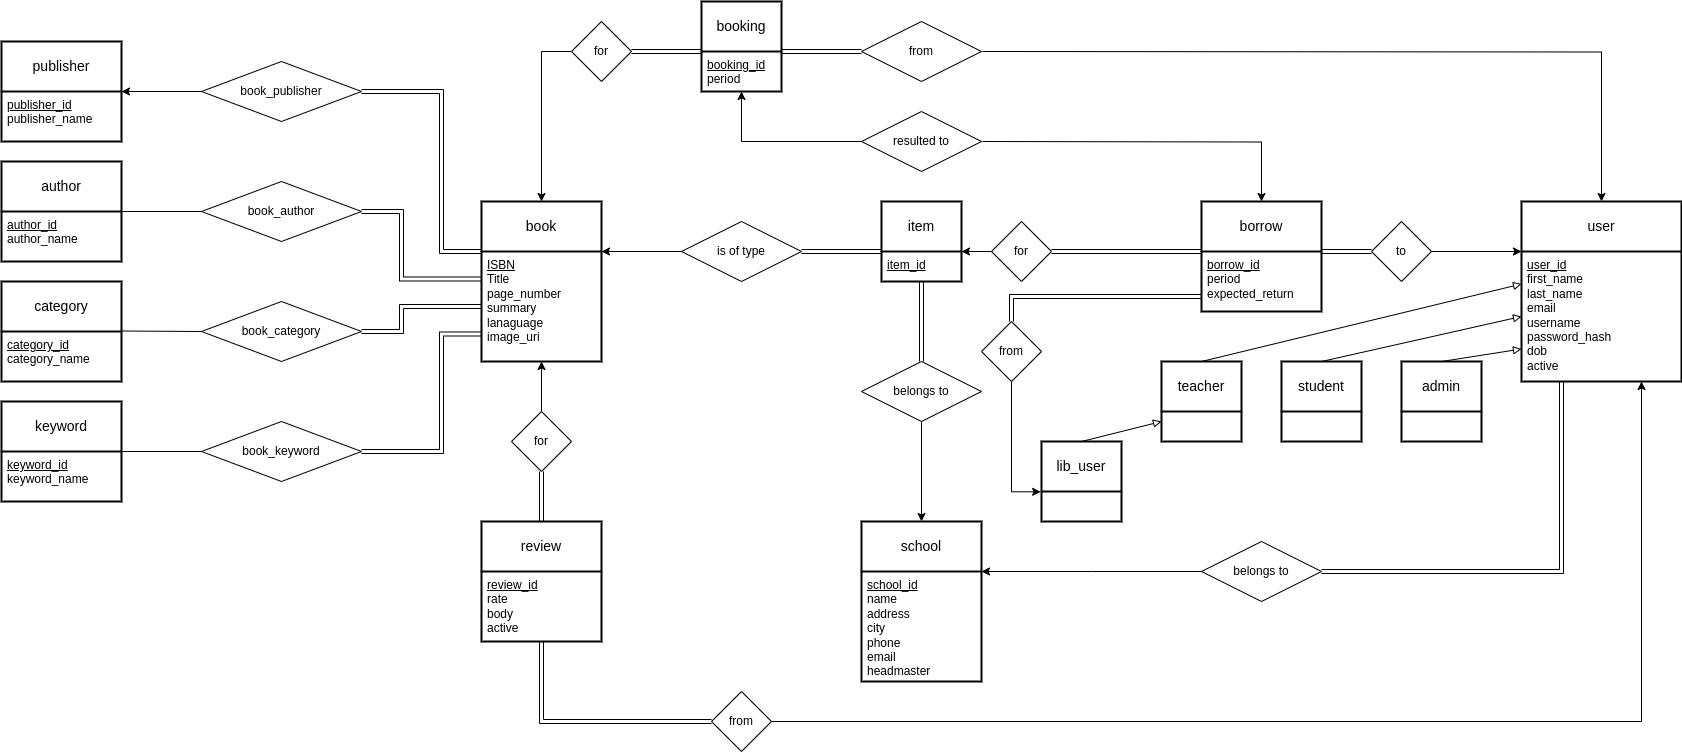 booking
booking_id
period
for
from
publisher
publisher_id
publisher_name
book_publisher
resulted to
author
author_id
author_name
book_author
book
ISBN
Title
page_number
summary
lanaguage
image_uri
is of type
item
item_id
for
borrow
borrow_id
period
expected_return
to
user
user_id
first_name
last_name
email
username
password_hash
dob
active
category
category_id
category_name
book_category
from
belongs to
teacher
student
admin
keyword
keyword_id
keyword_name
book_keyword
for
lib_user
review
review_id
rate
body
active
school
school_id
name
address
city
phone
email
headmaster
belongs to
from